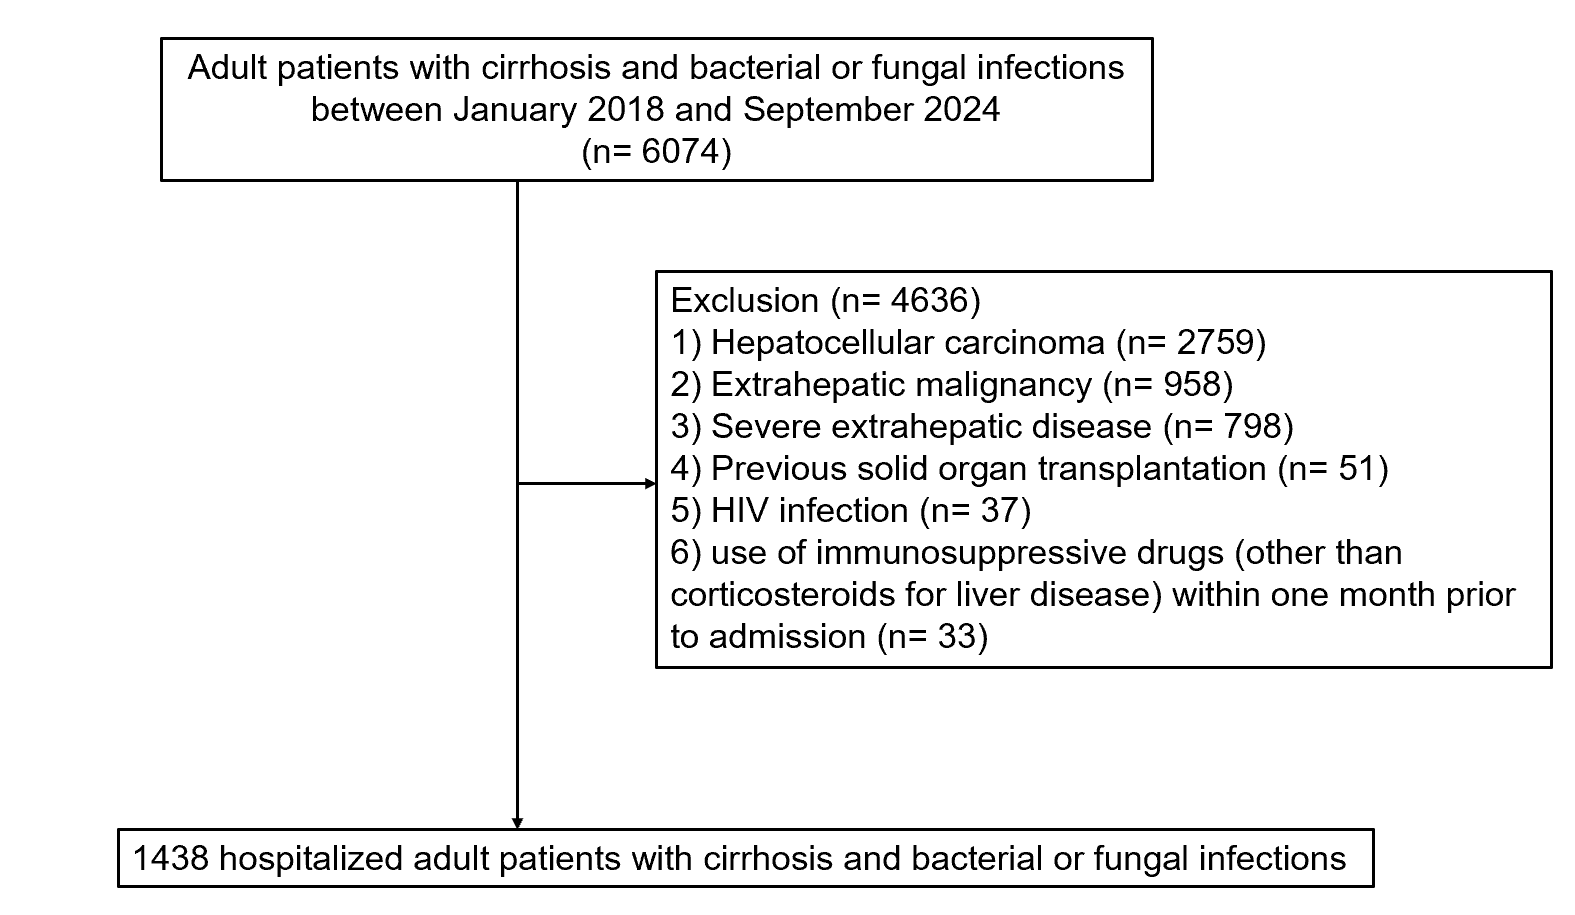 Adult patients with cirrhosis and bacterial or fungal infections
between January 2018 and September 2024
(n= 6074)
Exclusion (n= 4636)
1) Hepatocellular carcinoma (n= 2759)
2) Extrahepatic malignancy (n= 958)
3) Severe extrahepatic disease (n= 798)
4) Previous solid organ transplantation (n= 51)
5) HIV infection (n= 37)
6) use of immunosuppressive drugs (other than
corticosteroids for liver disease) within one month prior
to admission (n= 33)
1438 hospitalized adult patients with cirrhosis and bacterial or fungal infections